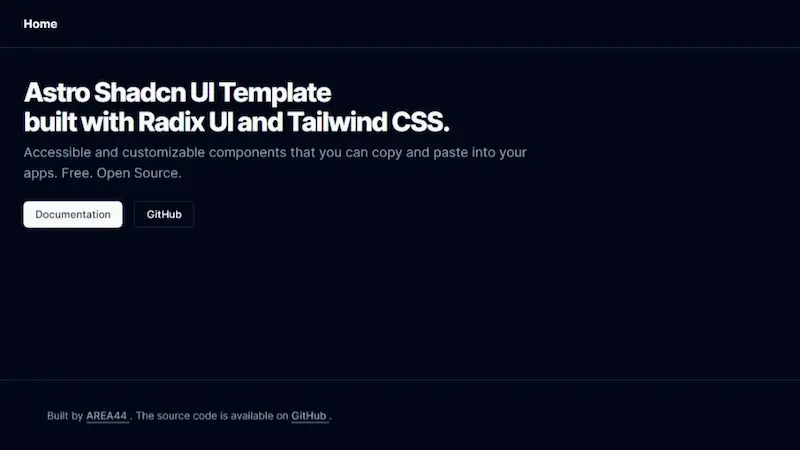 Home
Astro Shadcn UI Template
built with Radix UI and Tailwind CSS.
Accessible and customizable components that you can copy and paste into your
apps. Free. Open Source.
Documentation
GitHub
Built by AREA44 . The source code is available on GitHub .